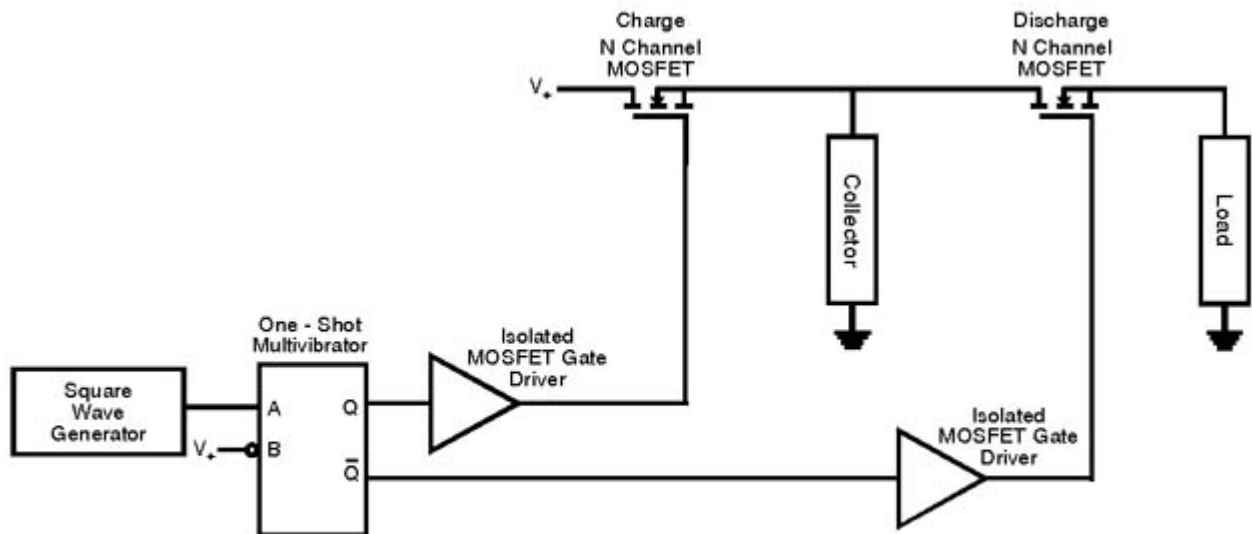 Charge
N Channel
MOSFET
Discharge
N Channel
MOSFET
V+
Collector
Load
One - Shot
Multivibrator
Isolated
MOSFET Gate
Driver
Square
Wave
Generator
A
Q
V+
B
Q̅
Isolated
MOSFET Gate
Driver